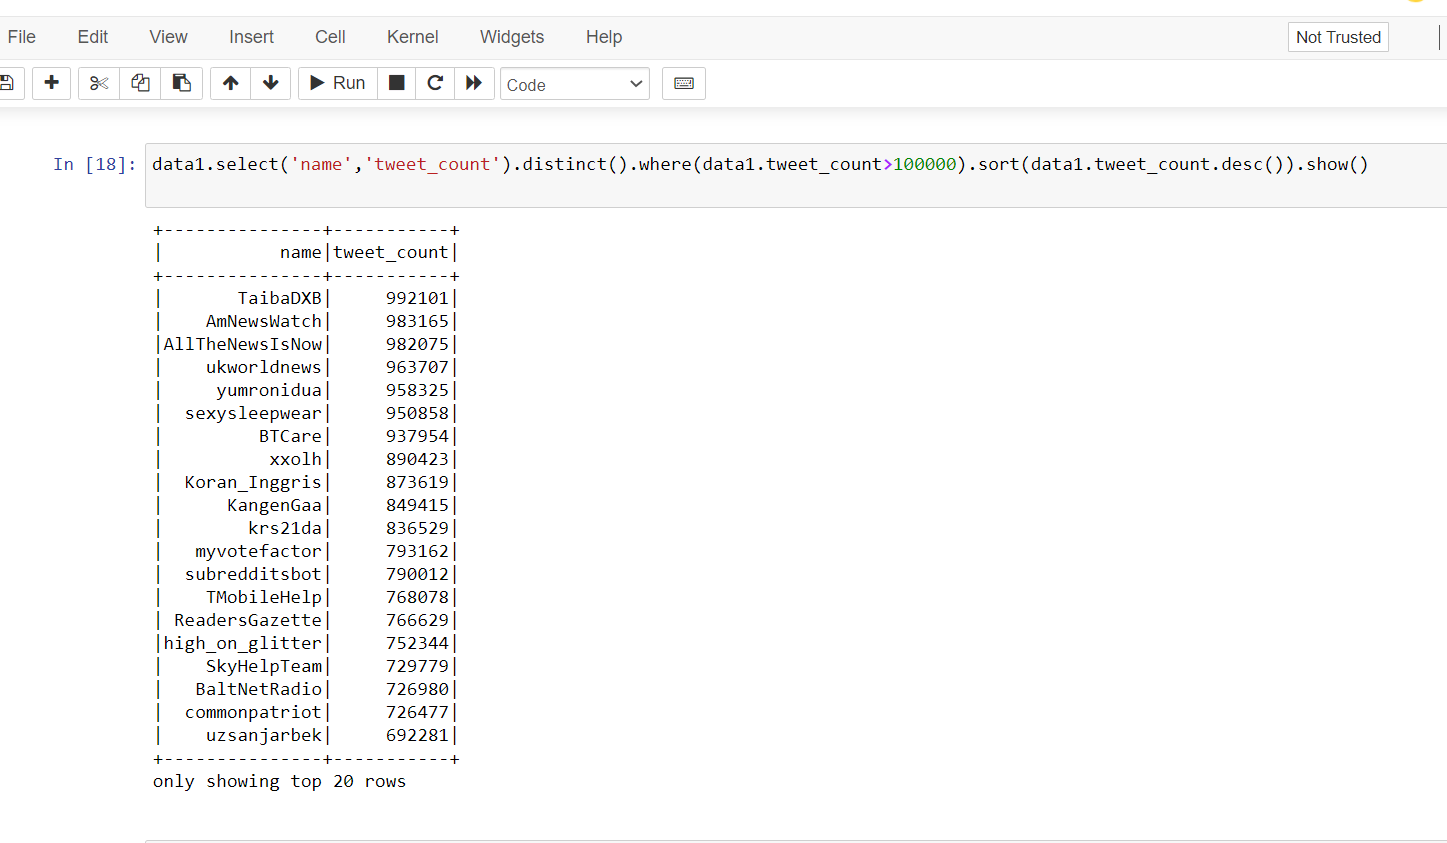 File Edit View Insert Cell Kernel Widgets Help Not Trusted
Run Code
In [18]: data1.select('name','tweet_count').distinct().where(data1.tweet_count>100000).sort(data1.tweet_count.desc()).show()
+---------------+-----------+
|           name|tweet_count|
+---------------+-----------+
|       TaibaDXB|     992101|
|    AmNewsWatch|     983165|
|AllTheNewsIsNow|     982075|
|    ukworldnews|     963707|
|     yumronidua|     958325|
|  sexysleepwear|     950858|
|         BTCare|     937954|
|          xxolh|     890423|
|  Koran_Inggris|     873619|
|      KangenGaa|     849415|
|        krs21da|     836529|
|   myvotefactor|     793162|
|  subredditsbot|     790012|
|    TMobileHelp|     768078|
| ReadersGazette|     766629|
|high_on_glitter|     752344|
|    SkyHelpTeam|     729779|
|   BaltNetRadio|     726980|
|  commonpatriot|     726477|
|    uzsanjarbek|     692281|
+---------------+-----------+
only showing top 20 rows